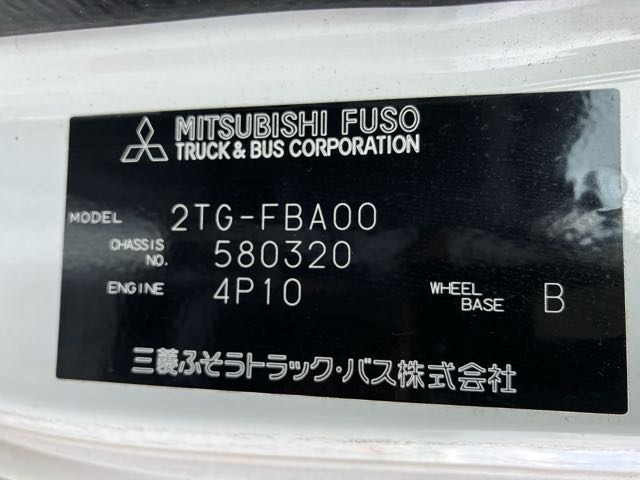 MITSUBISHI FUSO
TRUCK & BUS CORPORATION
MODEL 2TG-FBA00
CHASSIS NO. 580320
ENGINE 4P10 WHEEL BASE B
三菱ふそうトラック・バス株式会社